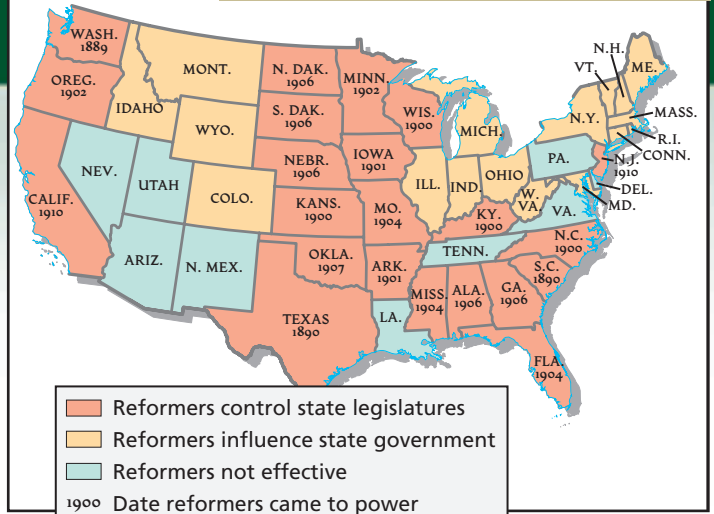 WASH.
1889
OREG.
1902
CALIF.
1910
IDAHO
NEV.
MONT.
WYO.
UTAH
COLO.
ARIZ.
N. MEX.
N. DAK.
1906
S. DAK.
1906
NEBR.
1906
KANS.
1900
OKLA.
1907
TEXAS
1890
MINN.
1902
IOWA
1901
MO.
1904
ARK.
1901
LA.
WIS.
1900
ILL.
MICH.
IND.
OHIO
KY.
1900
TENN.
MISS.
1904
ALA.
1906
GA.
1906
FLA.
1904
S.C.
1890
N.C.
1900
VA.
W.
VA.
PA.
N.Y.
VT.
N.H.
ME.
MASS.
R.I.
CONN.
N.J.
1910
DEL.
MD.
Reformers control state legislatures
Reformers influence state government
Reformers not effective
1900 Date reformers came to power